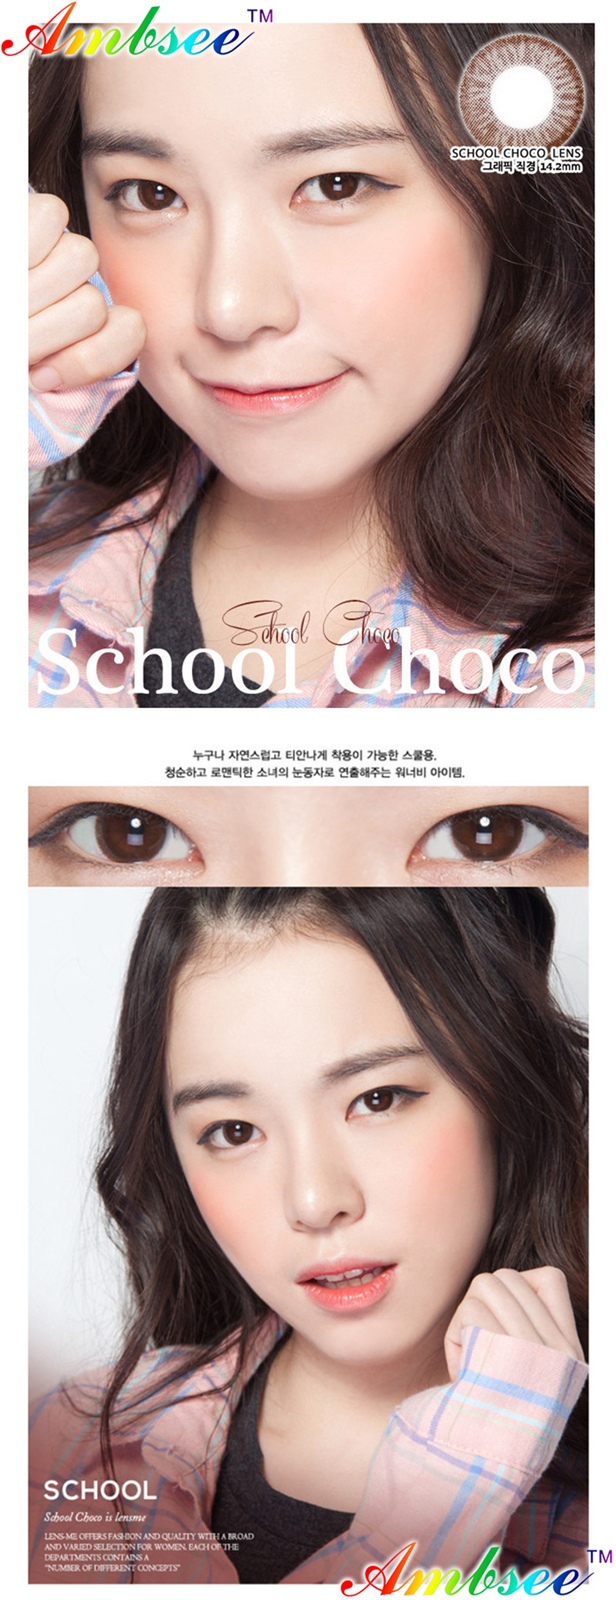 Ambsee™
SCHOOL CHOCO LENS
그래픽 직경 14.2mm
School Choco
School Choco
누구나 자연스럽고 티안나게 착용이 가능한 스쿨용.
청순하고 로맨틱한 소녀의 눈동자로 연출해주는 워너비 아이템.
SCHOOL
School Choco is lensme
LENS-ME OFFERS FASHION AND QUALITY WITH A BROAD
AND VARIED SELECTION FOR WOMEN. EACH OF THE
DEPARTMENTS CONTAINS A
"NUMBER OF DIFFERENT CONCEPTS"
Ambsee™